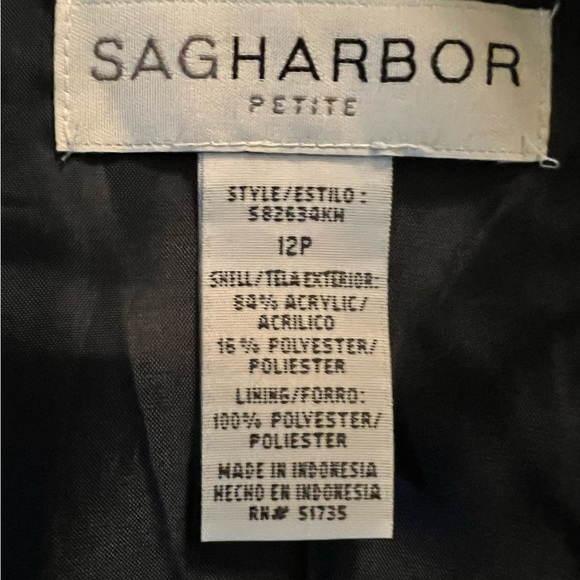 SAGHARBOR
PETITE
STYLE/ESTILO:
S82634KH
12P
SHELL/TELA EXTERIOR:
84% ACRYLIC/
ACRILICO
16% POLYESTER/
POLIESTER
LINING/FORRO:
100% POLYESTER/
POLIESTER
MADE IN INDONESIA
HECHO EN INDONESIA
RN# 51735